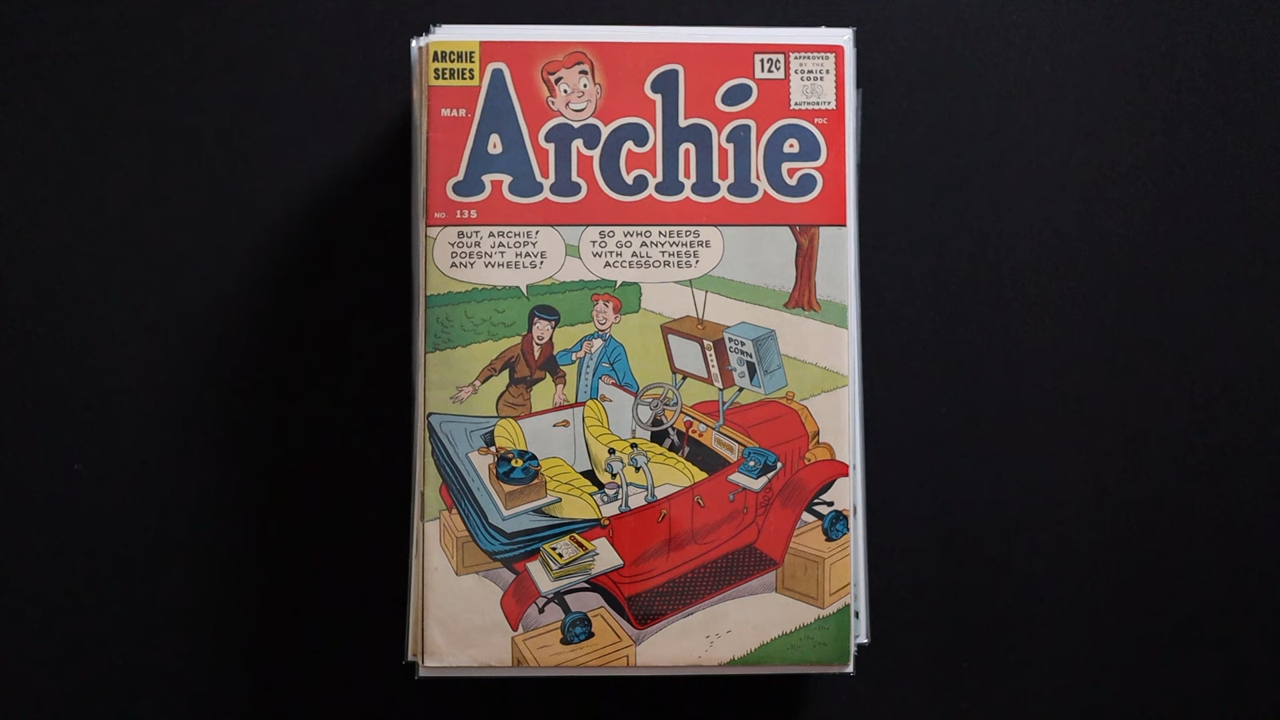 ARCHIE
SERIES
12¢
APPROVED
BY THE
COMICS
CODE
AUTHORITY
MAR.
Archie
PDC
NO. 135
BUT, ARCHIE!
YOUR JALOPY
DOESN'T HAVE
ANY WHEELS!
SO WHO NEEDS
TO GO ANYWHERE
WITH ALL THESE
ACCESSORIES!
POP
CORN